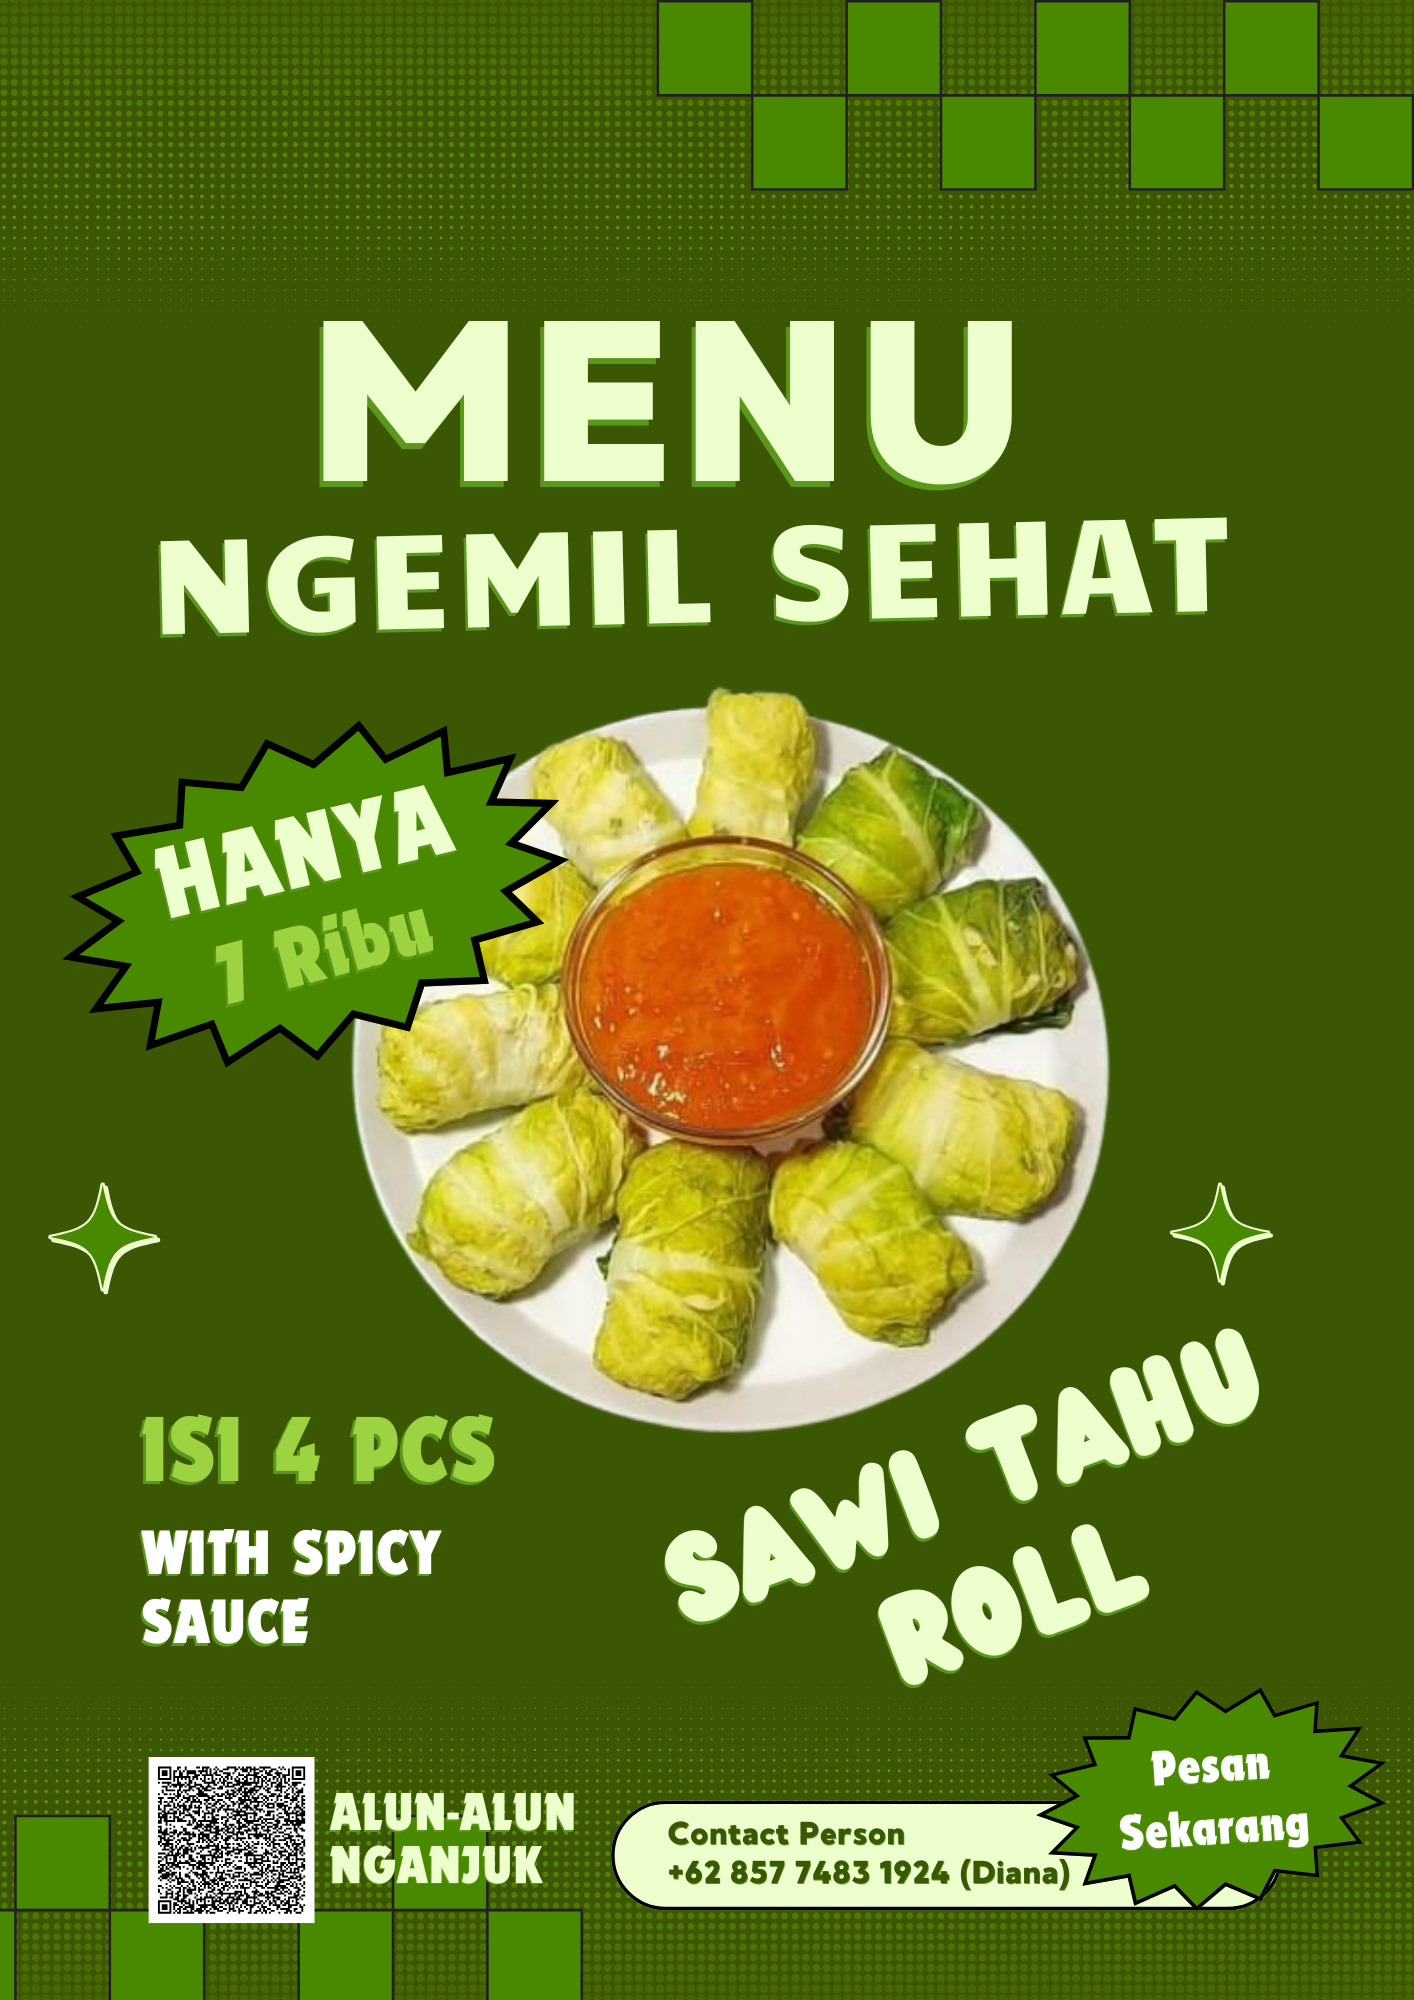 MENU
NGEMIL SEHAT
HANYA
7 Ribu
ISI 4 PCS
WITH SPICY
SAUCE
SAWI TAHU
ROLL
ALUN-ALUN
NGANJUK
Contact Person
+62 857 7483 1924 (Diana)
Pesan
Sekarang